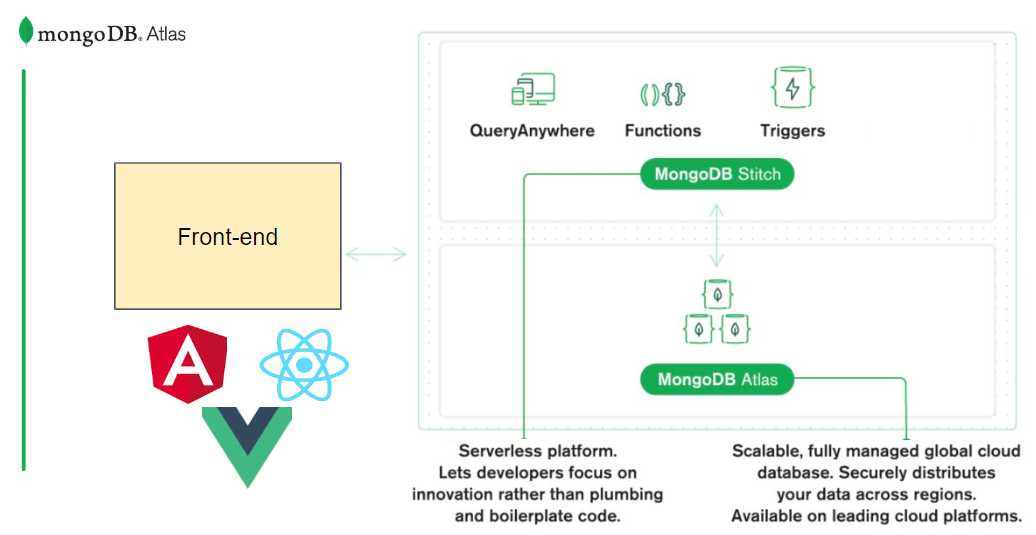 mongoDB® Atlas
QueryAnywhere
Functions
Triggers
MongoDB Stitch
Front-end
MongoDB Atlas
Serverless platform.
Lets developers focus on
innovation rather than plumbing
and boilerplate code.
Scalable, fully managed global cloud
database. Securely distributes
your data across regions.
Available on leading cloud platforms.